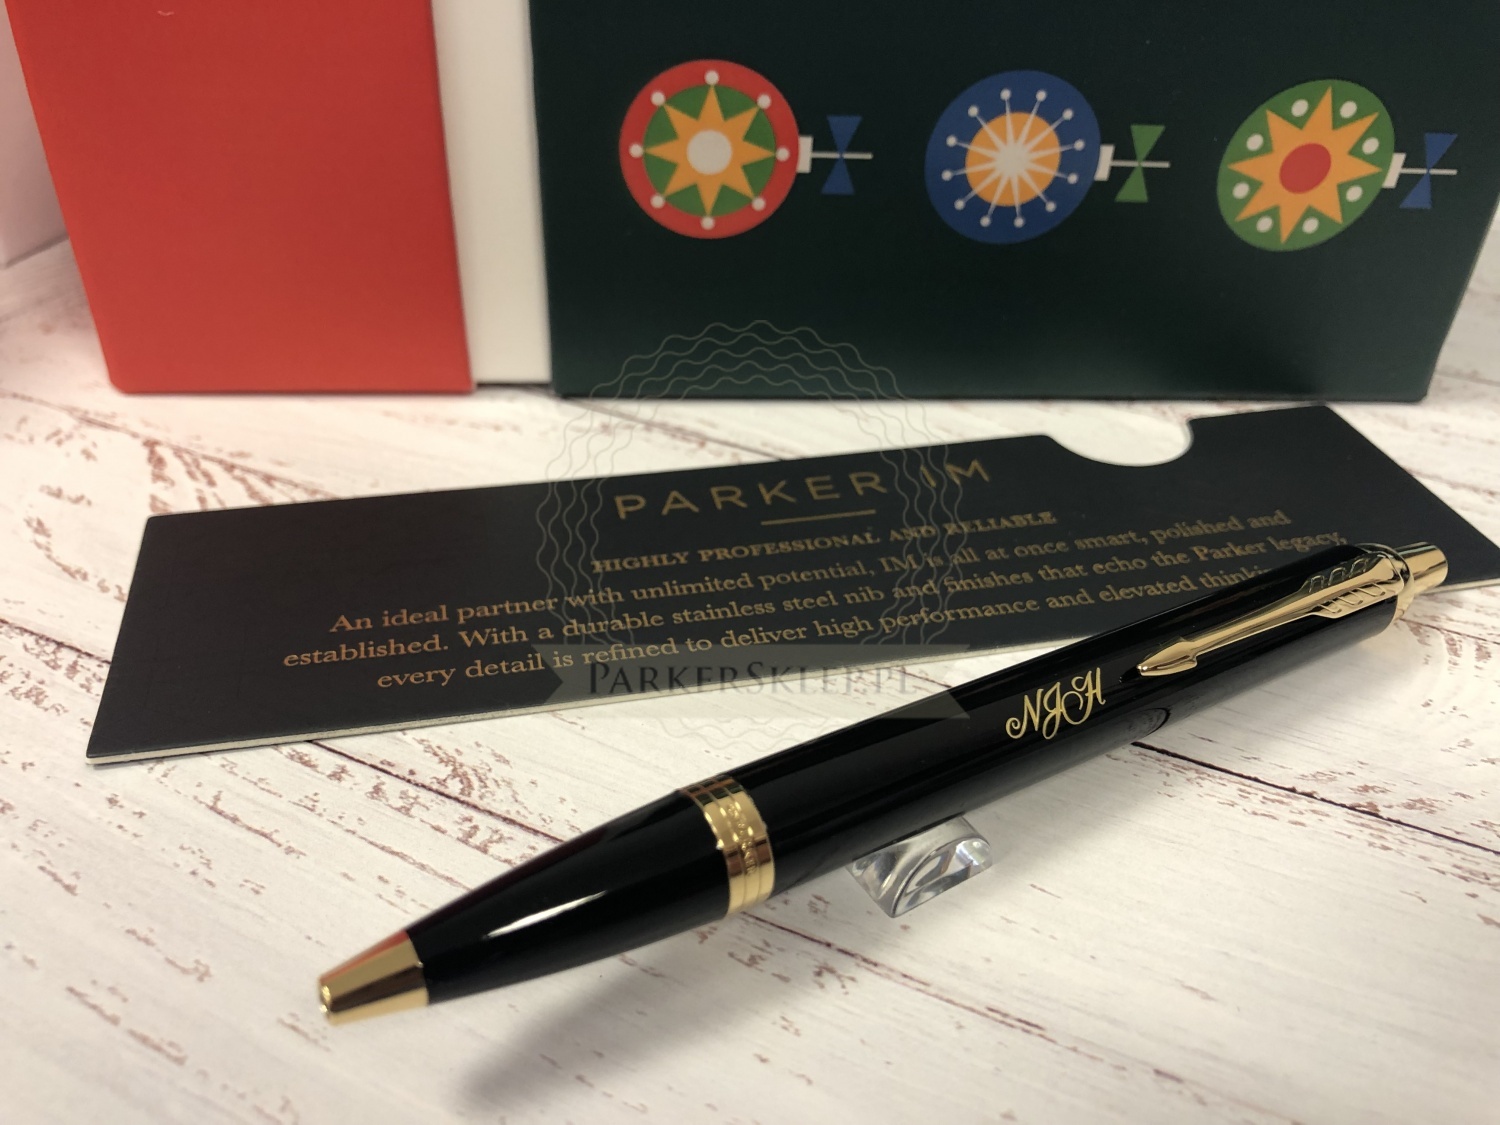 PARKER IM
HIGHLY PROFESSIONAL AND RELIABLE
An ideal partner with unlimited potential, IM is all at once smart, polished and
established. With a durable stainless steel nib and finishes that echo the Parker legacy,
every detail is refined to deliver high performance and elevated
PARKERSKLEP.PL
NJH